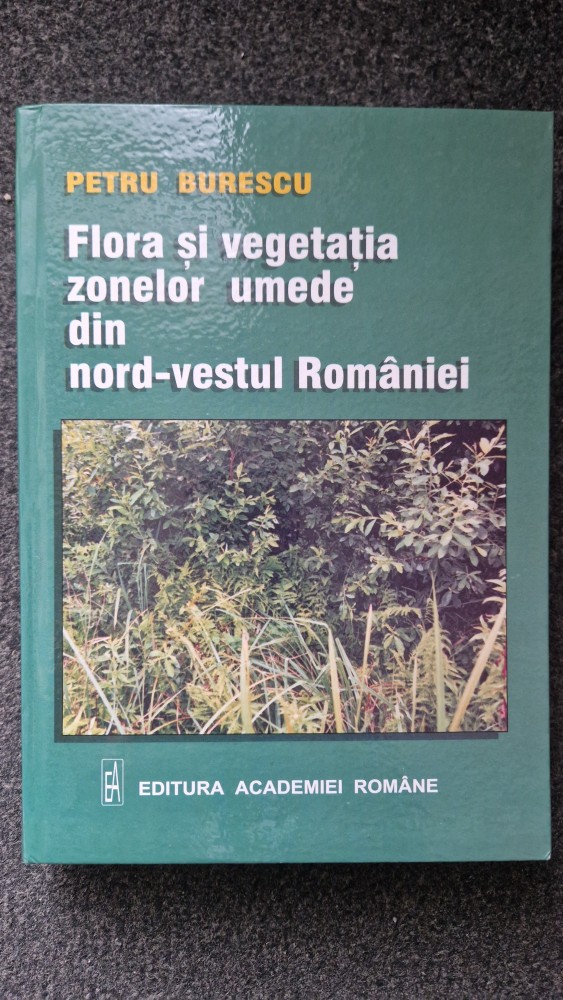 PETRU BURESCU
Flora și vegetația
zonelor umede
din
nord-vestul României
EA EDITURA ACADEMIEI ROMÂNE